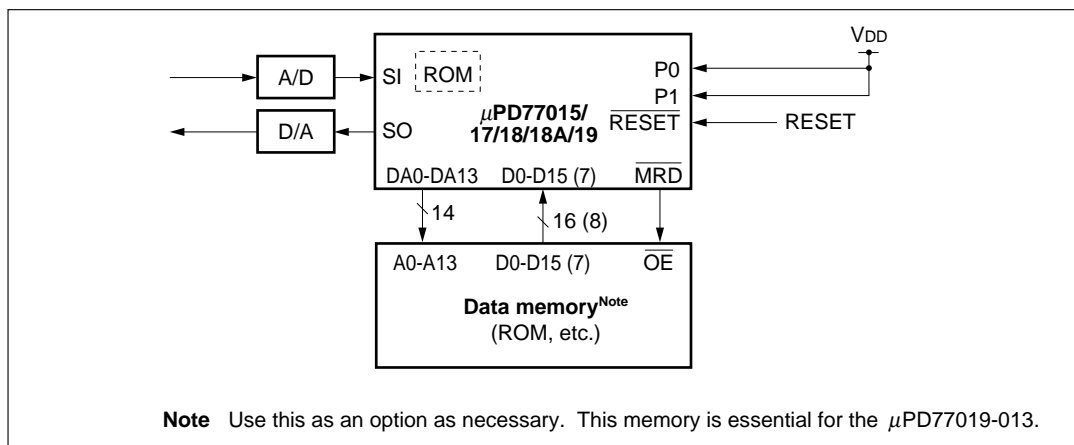 VDD
A/D
SI
ROM
P0
P1
μPD77015/
17/18/18A/19
RESET
RESET
D/A
SO
DA0-DA13 D0-D15 (7) MRD
14
16 (8)
A0-A13 D0-D15 (7) OE
Data memoryNote
(ROM, etc.)
Note Use this as an option as necessary. This memory is essential for the μPD77019-013.